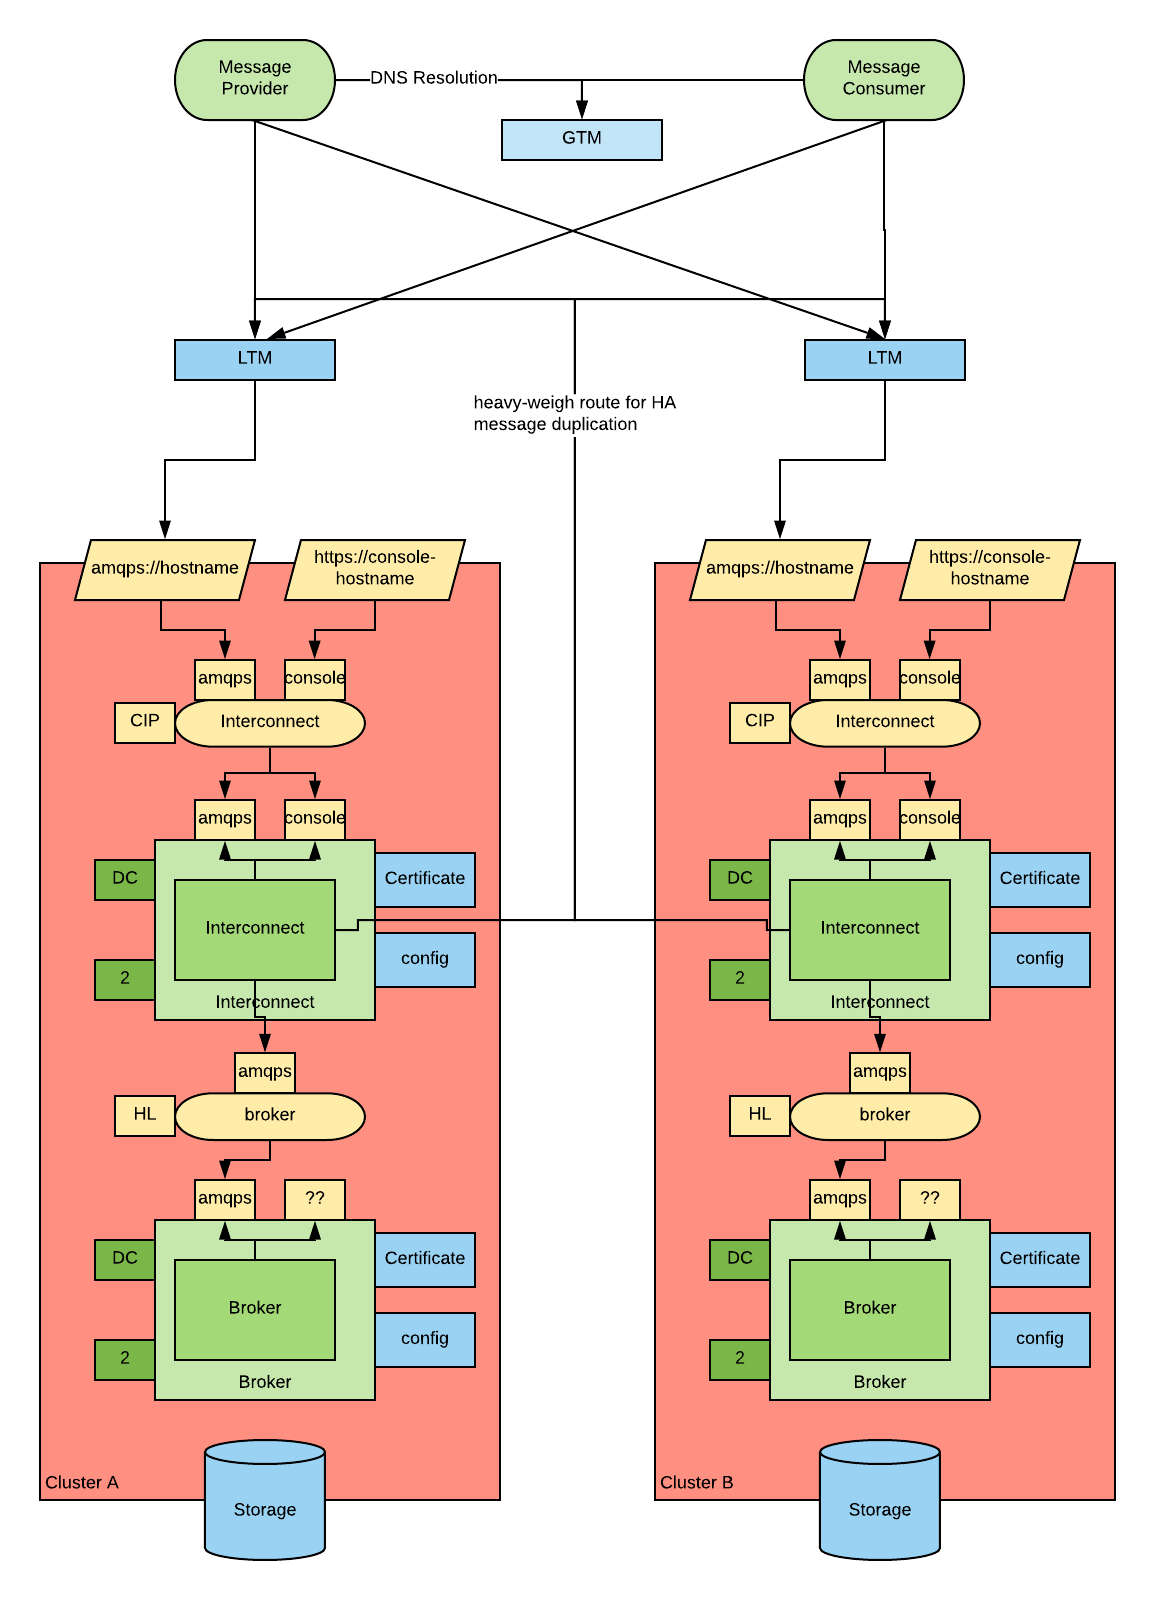 Message
Provider
DNS Resolution
Message
Consumer
GTM
LTM
LTM
heavy-weigh route for HA
message duplication
amqps://hostname
https://console-
hostname
amqps
console
CIP
Interconnect
amqps
console
DC
Certificate
Interconnect
config
2
Interconnect
amqps
HL
broker
amqps
??
DC
Certificate
Broker
config
2
Broker
Cluster A
Storage
amqps://hostname
https://console-
hostname
amqps
console
CIP
Interconnect
amqps
console
DC
Certificate
Interconnect
config
2
Interconnect
amqps
HL
broker
amqps
??
DC
Certificate
Broker
config
2
Broker
Cluster B
Storage